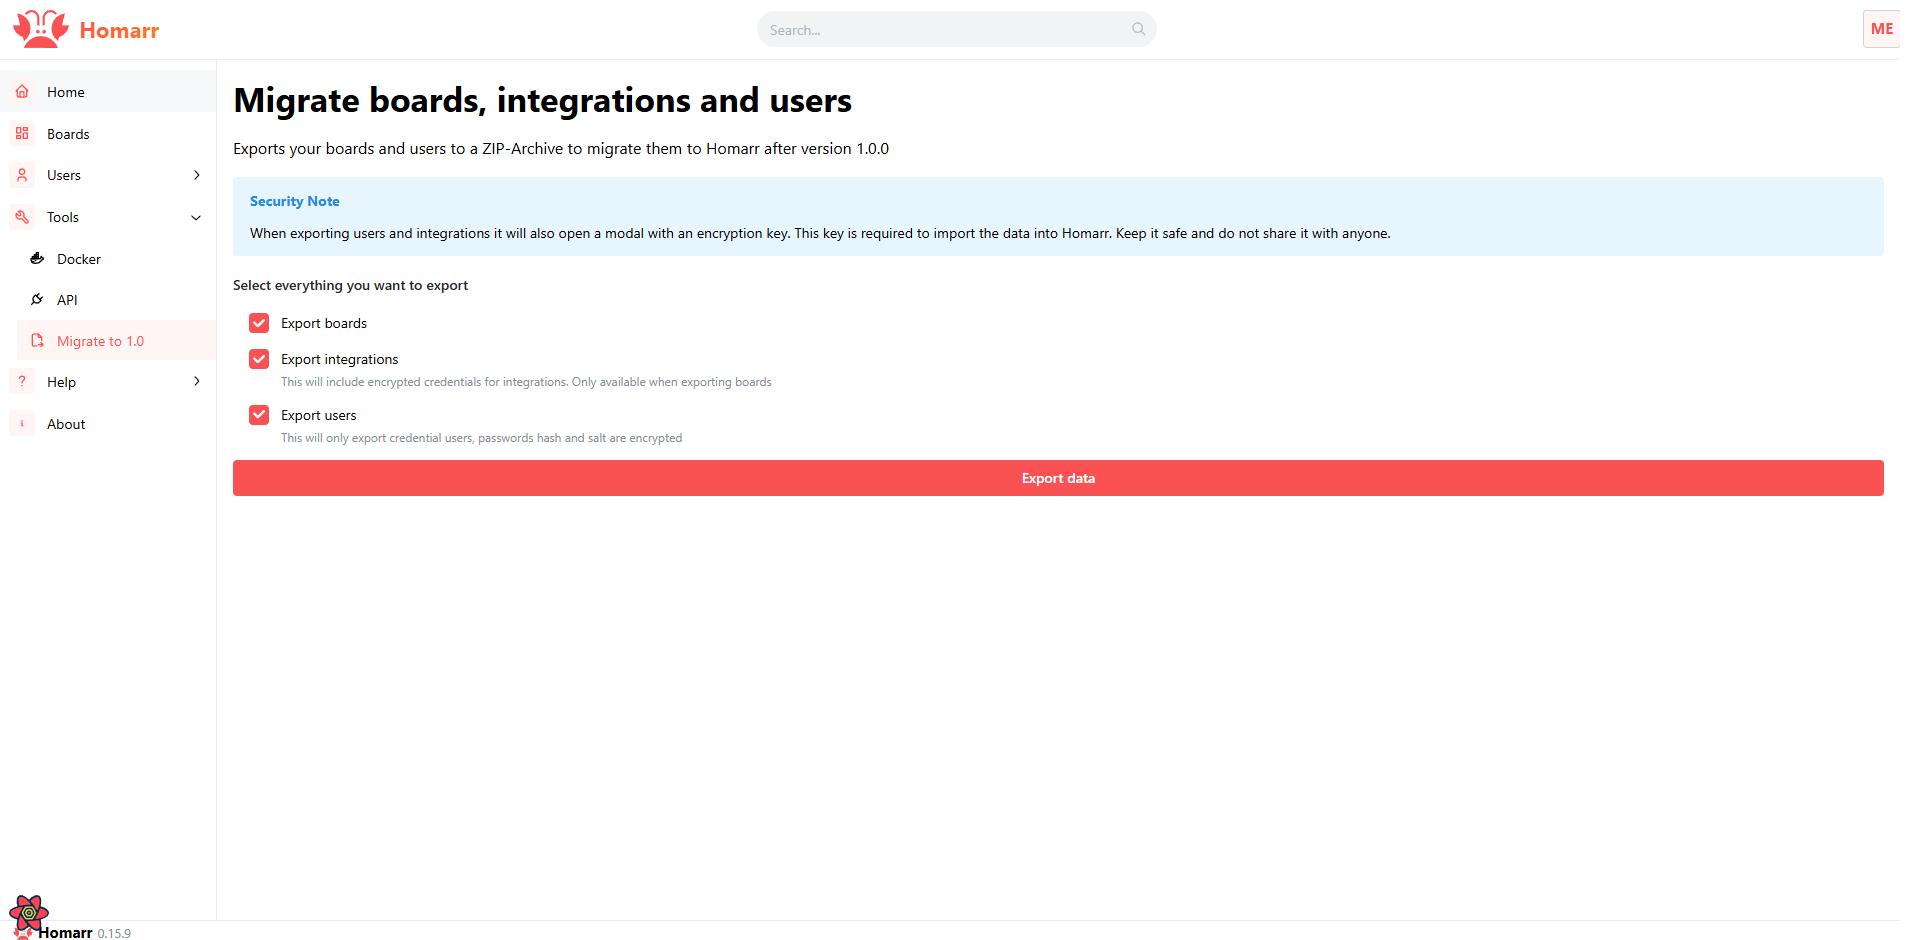 Homarr
Search...
ME
Home
Boards
Users
Tools
Docker
API
Migrate to 1.0
Help
About
Migrate boards, integrations and users
Exports your boards and users to a ZIP-Archive to migrate them to Homarr after version 1.0.0
Security Note
When exporting users and integrations it will also open a modal with an encryption key. This key is required to import the data into Homarr. Keep it safe and do not share it with anyone.
Select everything you want to export
Export boards
Export integrations
This will include encrypted credentials for integrations. Only available when exporting boards
Export users
This will only export credential users, passwords hash and salt are encrypted
Export data
Homarr 0.15.9